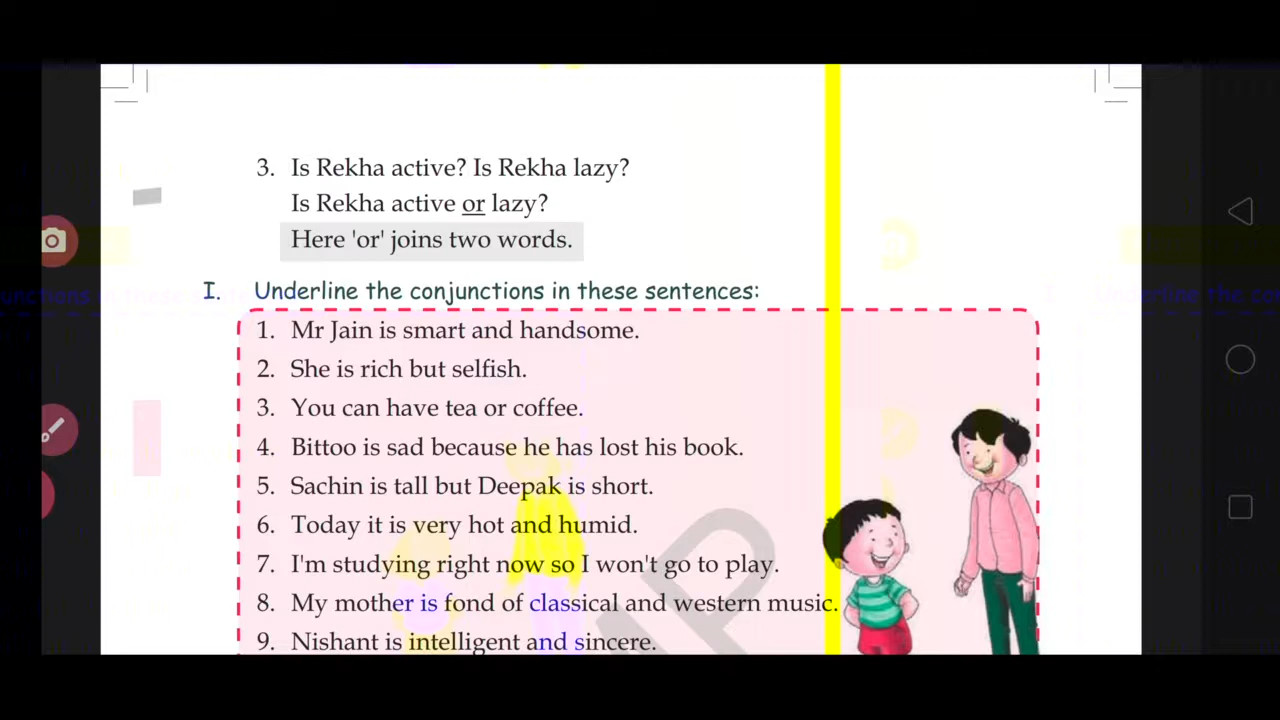 3. Is Rekha active? Is Rekha lazy?
Is Rekha active or lazy?
Here 'or' joins two words.
I. Underline the conjunctions in these sentences:
1. Mr Jain is smart and handsome.
2. She is rich but selfish.
3. You can have tea or coffee.
4. Bittoo is sad because he has lost his book.
5. Sachin is tall but Deepak is short.
6. Today it is very hot and humid.
7. I'm studying right now so I won't go to play.
8. My mother is fond of classical and western music.
9. Nishant is intelligent and sincere.